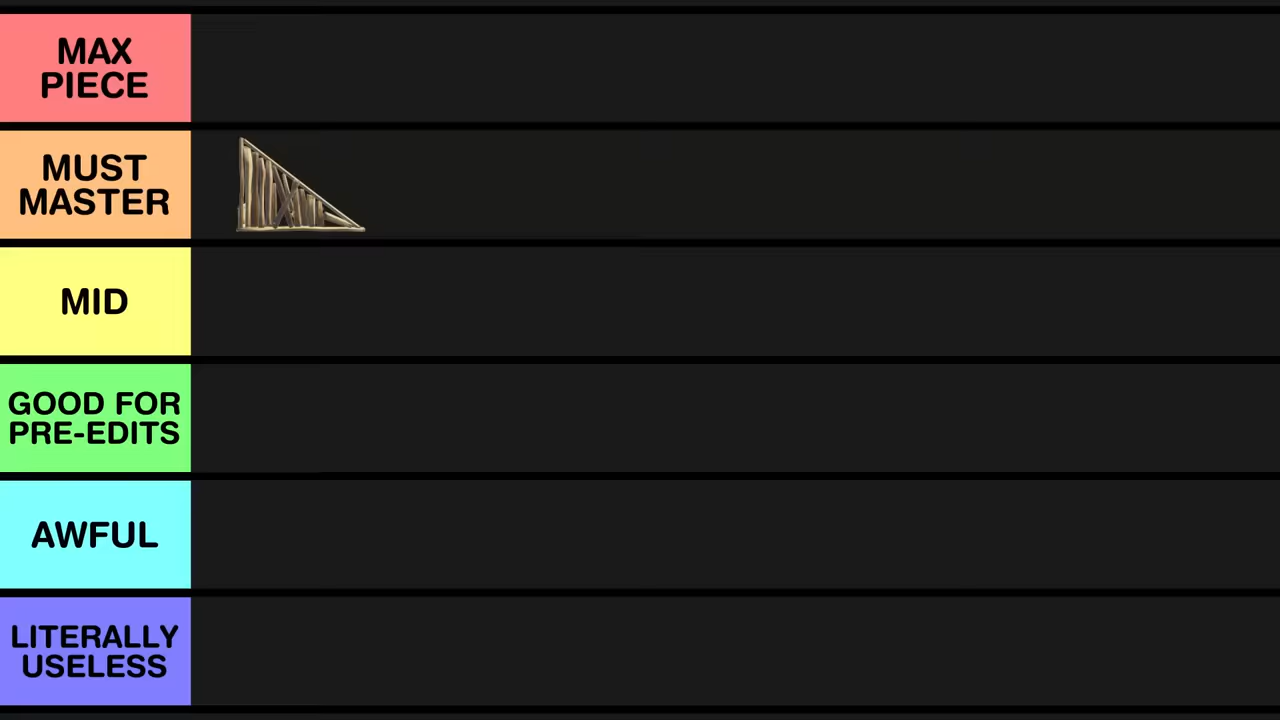 MAX
PIECE
MUST
MASTER
MID
GOOD FOR
PRE-EDITS
AWFUL
LITERALLY
USELESS